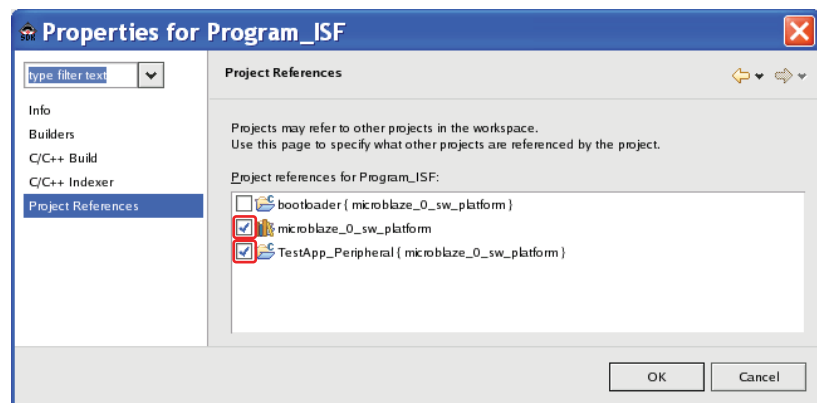 SDK Properties for Program_ISF
type filter text
Info
Builders
C/C++ Build
C/C++ Indexer
Project References
Project References
Projects may refer to other projects in the workspace.
Use this page to specify what other projects are referenced by the project.
Project references for Program_ISF:
bootloader { microblaze_0_sw_platform }
microblaze_0_sw_platform
TestApp_Peripheral { microblaze_0_sw_platform }
OK
Cancel